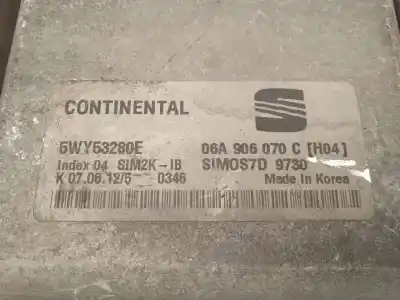 CONTINENTAL
5WY53280E 06A 906 070 C [H04]
Index 04 SIM2K-IB SIMOS7D 9730
K 07.06.12/5 0346 Made in Korea